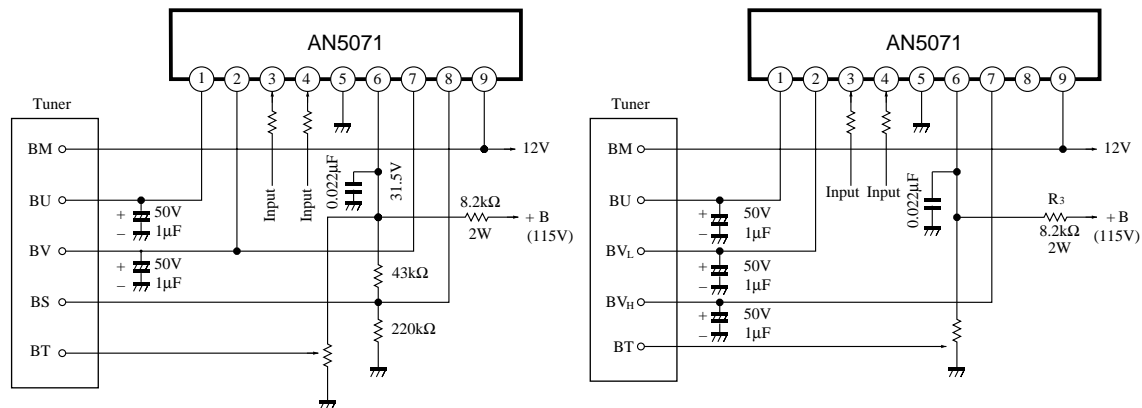 AN5071
1 2 3 4 5 6 7 8 9
Tuner
BM
12V
BU
+
−
50V
1μF
Input
Input
0.022μF
31.5V
8.2kΩ
2W
+ B
(115V)
BV
+
−
50V
1μF
43kΩ
BS
220kΩ
BT
AN5071
1 2 3 4 5 6 7 8 9
Tuner
BM
12V
BU
+
−
50V
1μF
Input
Input
0.022μF
R3
8.2kΩ
2W
+ B
(115V)
BVL
+
−
50V
1μF
BVH
+
−
50V
1μF
BT